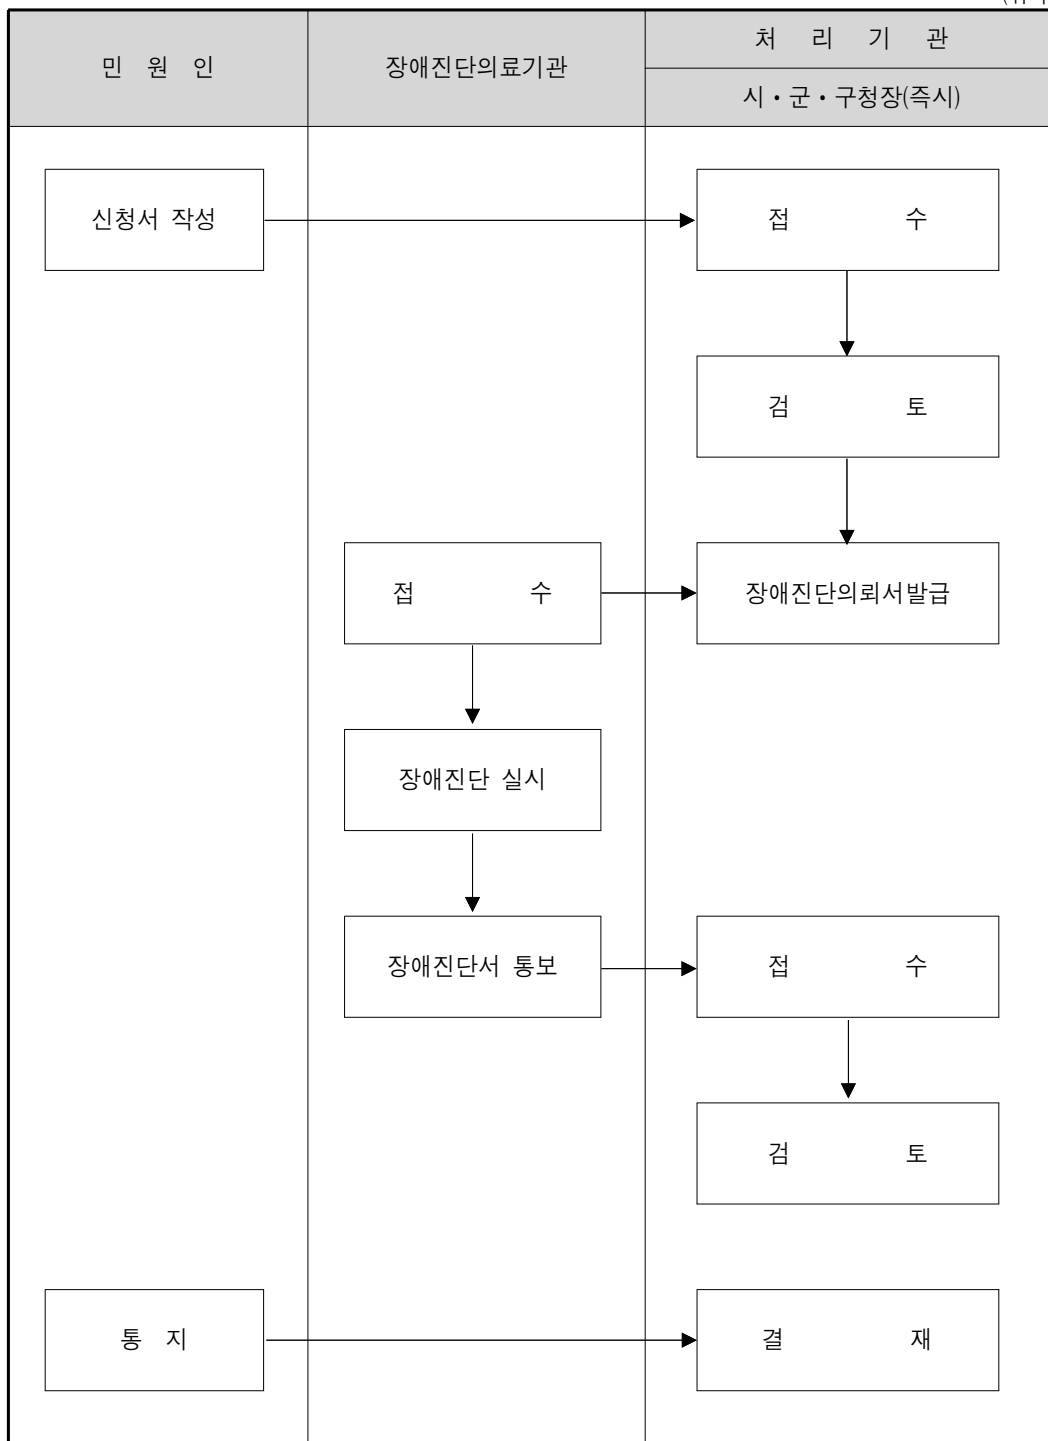 민 원 인
장애진단의료기관
처 리 기 관
시・군・구청장(즉시)
신청서 작성
접 수
검 토
접 수
장애진단의뢰서발급
장애진단 실시
장애진단서 통보
접 수
검 토
통 지
결 재